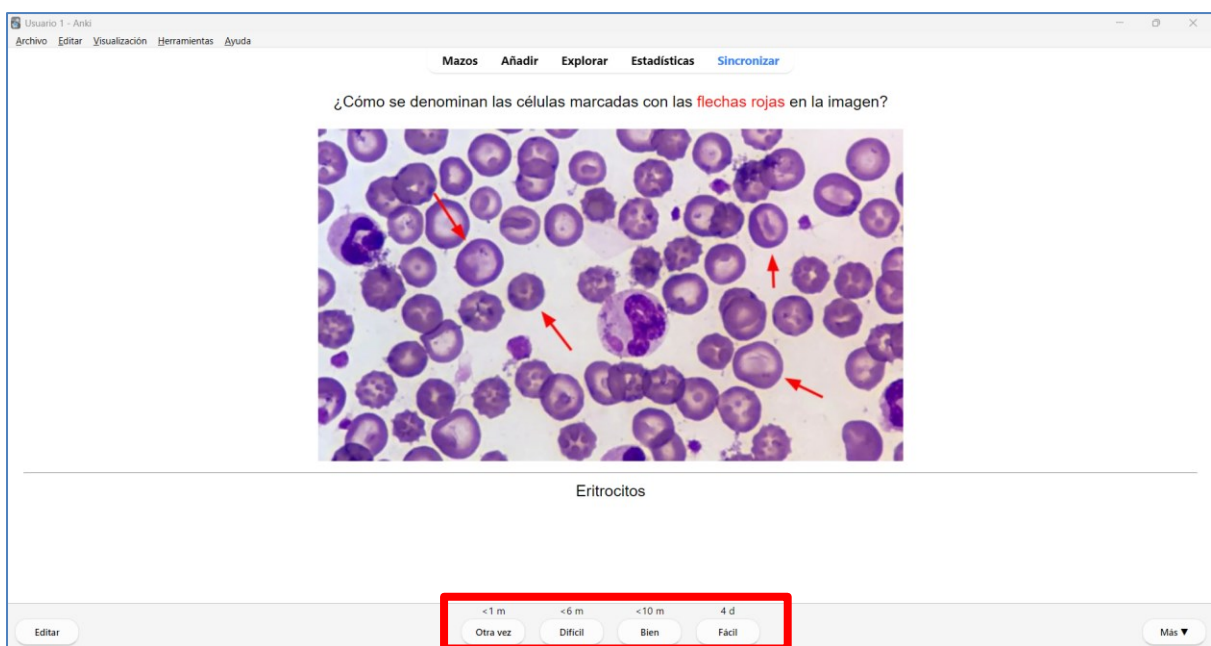 Usuario 1 - Anki
Archivo Editar Visualización Herramientas Ayuda
Mazos Añadir Explorar Estadísticas Sincronizar
¿Cómo se denominan las células marcadas con las flechas rojas en la imagen?
Eritrocitos
<1 m <6 m <10 m 4 d
Editar Otra vez Difícil Bien Fácil Más ▼